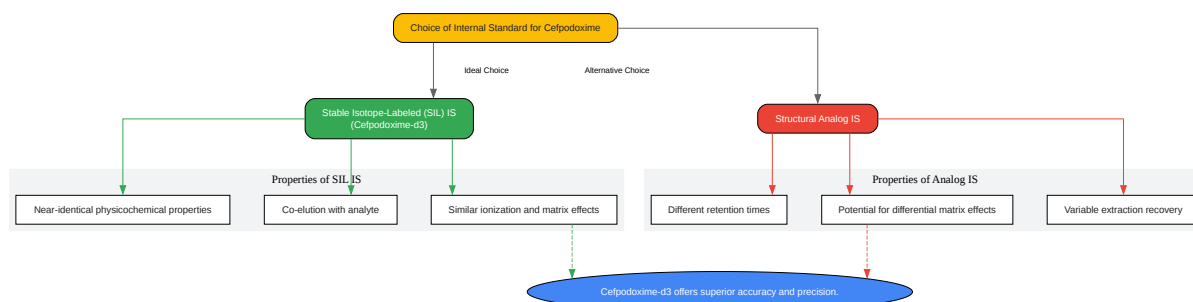 Choice of Internal Standard for Cefpodoxime
Ideal Choice
Alternative Choice
Stable Isotope-Labeled (SIL) IS
(Cefpodoxime-d3)
Structural Analog IS
Properties of SIL IS
Properties of Analog IS
Near-identical physicochemical properties
Co-elution with analyte
Similar ionization and matrix effects
Different retention times
Potential for differential matrix effects
Variable extraction recovery
Cefpodoxime-d3 offers superior accuracy and precision.